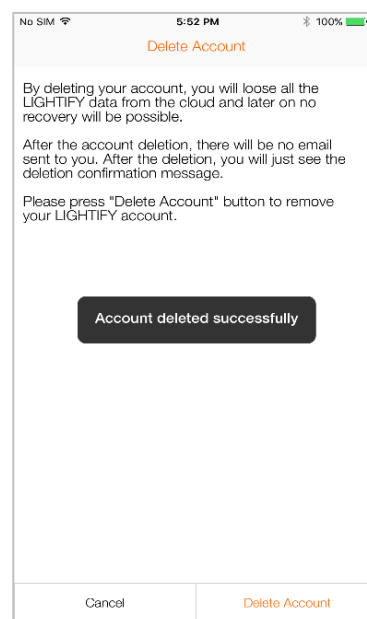 No SIM 5:52 PM 100%
Delete Account
By deleting your account, you will loose all the
LIGHTIFY data from the cloud and later on no
recovery will be possible.
After the account deletion, there will be no email
sent to you. After the deletion, you will just see the
deletion confirmation message.
Please press "Delete Account" button to remove
your LIGHTIFY account.
Account deleted successfully
Cancel Delete Account